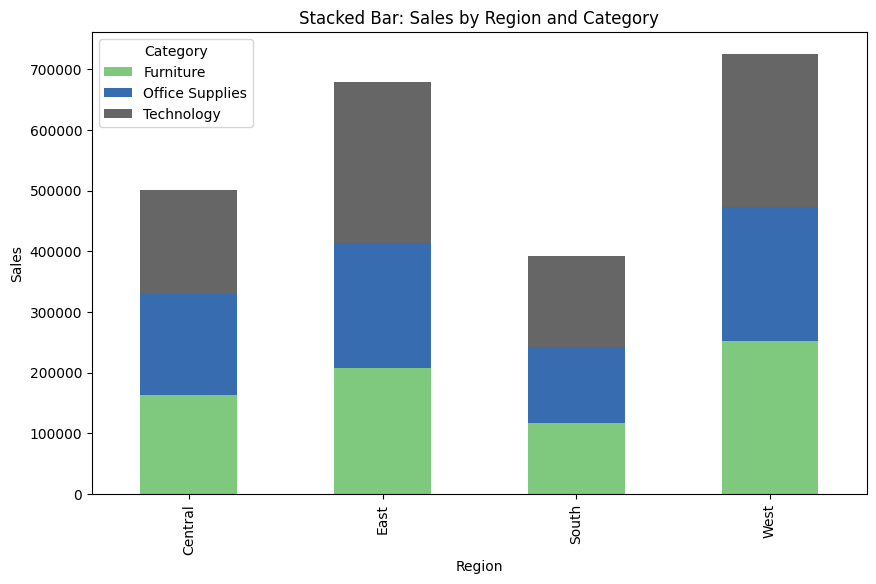 Stacked Bar: Sales by Region and Category
Category
Furniture
Office Supplies
Technology
700000
600000
500000
400000
300000
200000
100000
0
Sales
Central
East
South
West
Region